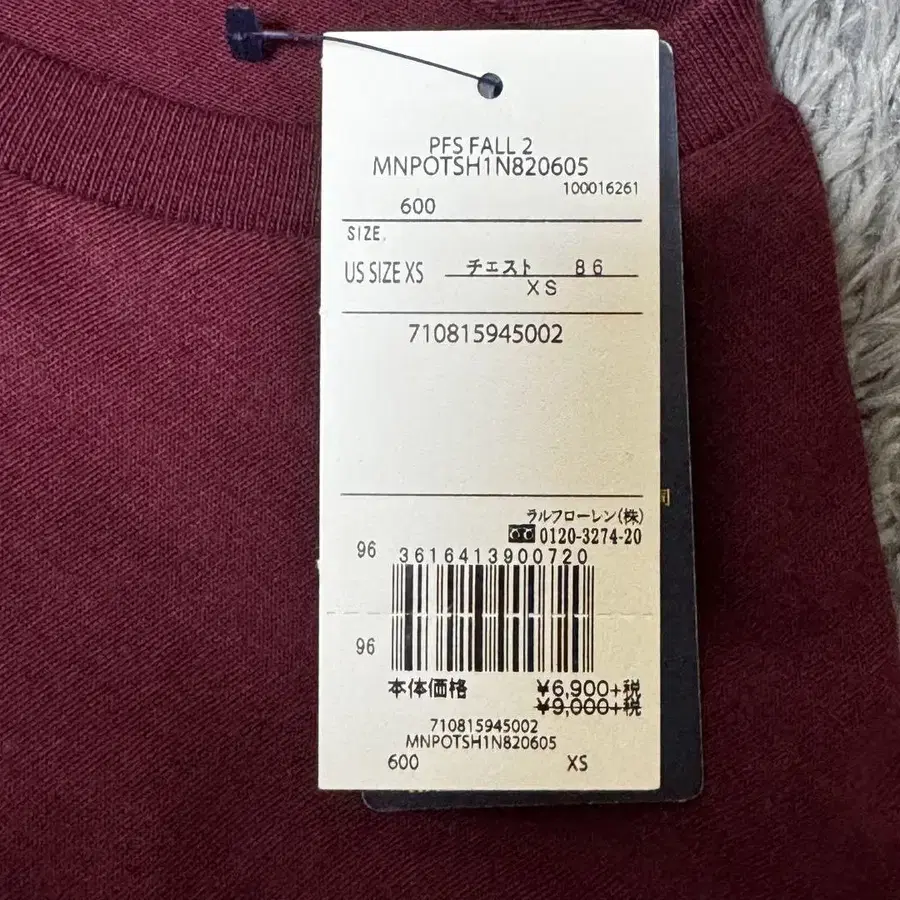 PFS FALL 2
MNPOTSH1N820605
100016261
600
SIZE.
US SIZE XS チェスト 86
XS
710815945002
ラルフローレン(株)
0120-3274-20
96 3616413900720
96
本体価格 ¥6,900+税
¥9,000+税
710815945002
MNPOTSH1N820605
600 XS